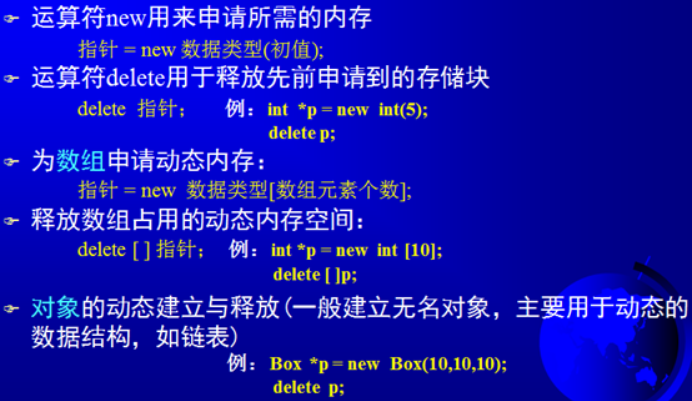 运算符new用来申请所需的内存
指针 = new 数据类型(初值);
运算符delete用于释放先前申请到的存储块
delete 指针； 例：int *p = new int(5);
delete p;
为数组申请动态内存：
指针 = new 数据类型[数组元素个数];
释放数组占用的动态内存空间：
delete [ ] 指针； 例：int *p = new int [10];
delete [ ]p;
对象的动态建立与释放(一般建立无名对象，主要用于动态的
数据结构，如链表)
例：Box *p = new Box(10,10,10);
delete p;